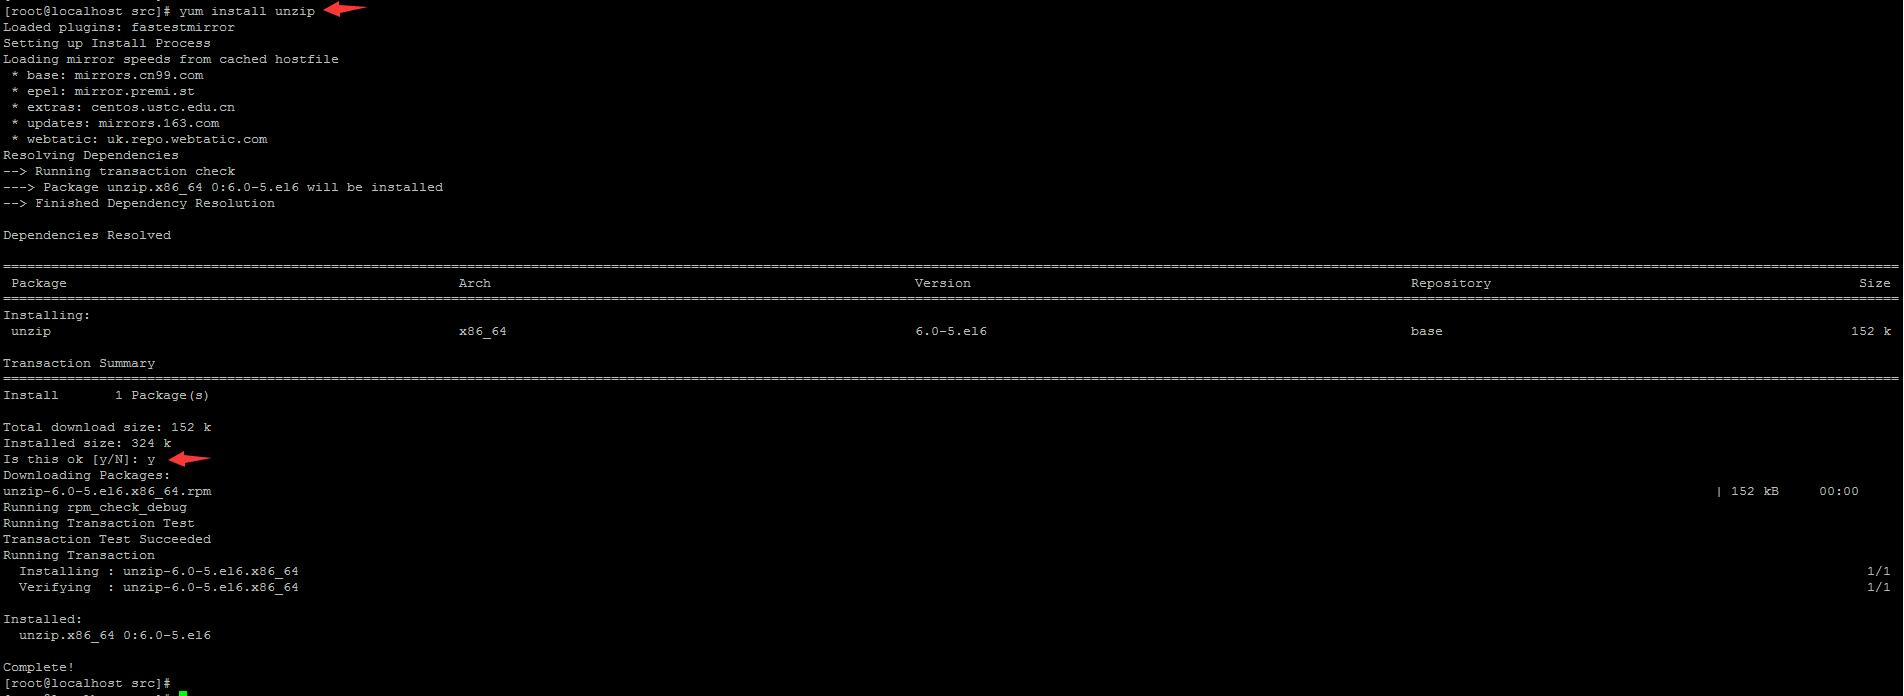 [root@localhost src]# yum install unzip
Loaded plugins: fastestmirror
Setting up Install Process
Loading mirror speeds from cached hostfile
 * base: mirrors.cn99.com
 * epel: mirror.premi.st
 * extras: centos.ustc.edu.cn
 * updates: mirrors.163.com
 * webtatic: uk.repo.webtatic.com
Resolving Dependencies
--> Running transaction check
---> Package unzip.x86_64 0:6.0-5.el6 will be installed
--> Finished Dependency Resolution
Dependencies Resolved
Package Arch Version Repository Size
Installing:
unzip x86_64 6.0-5.el6 base 152 k
Transaction Summary
Install 1 Package(s)
Total download size: 152 k
Installed size: 324 k
Is this ok [y/N]: y
Downloading Packages:
unzip-6.0-5.el6.x86_64.rpm | 152 kB 00:00
Running rpm_check_debug
Running Transaction Test
Transaction Test Succeeded
Running Transaction
Installing : unzip-6.0-5.el6.x86_64 1/1
Verifying : unzip-6.0-5.el6.x86_64 1/1
Installed:
unzip.x86_64 0:6.0-5.el6
Complete!
[root@localhost src]#